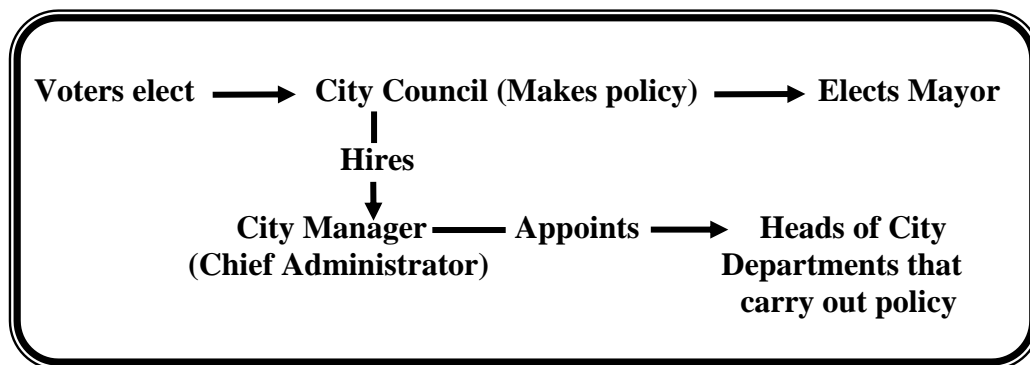 Voters elect City Council (Makes policy) Elects Mayor
Hires
City Manager Appoints Heads of City
(Chief Administrator) Departments that
carry out policy